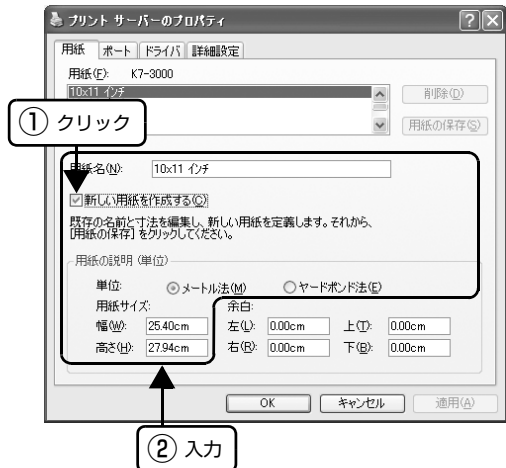 プリント サーバーのプロパティ
用紙 ポート ドライバ 詳細設定
用紙(F): K7-3000
10x11 インチ
削除(D)
用紙の保存(S)
① クリック
用紙名(N): 10x11 インチ
新しい用紙を作成する(C)
既存の名前と寸法を編集し、新しい用紙を定義します。それから、
[用紙の保存] をクリックしてください。
用紙の説明 (単位)
単位: メートル法(M) ヤードポンド法(E)
用紙サイズ: 余白:
幅(W): 25.40cm 左(L): 0.00cm 上(T): 0.00cm
高さ(H): 27.94cm 右(R): 0.00cm 下(B): 0.00cm
OK キャンセル 適用(A)
② 入力